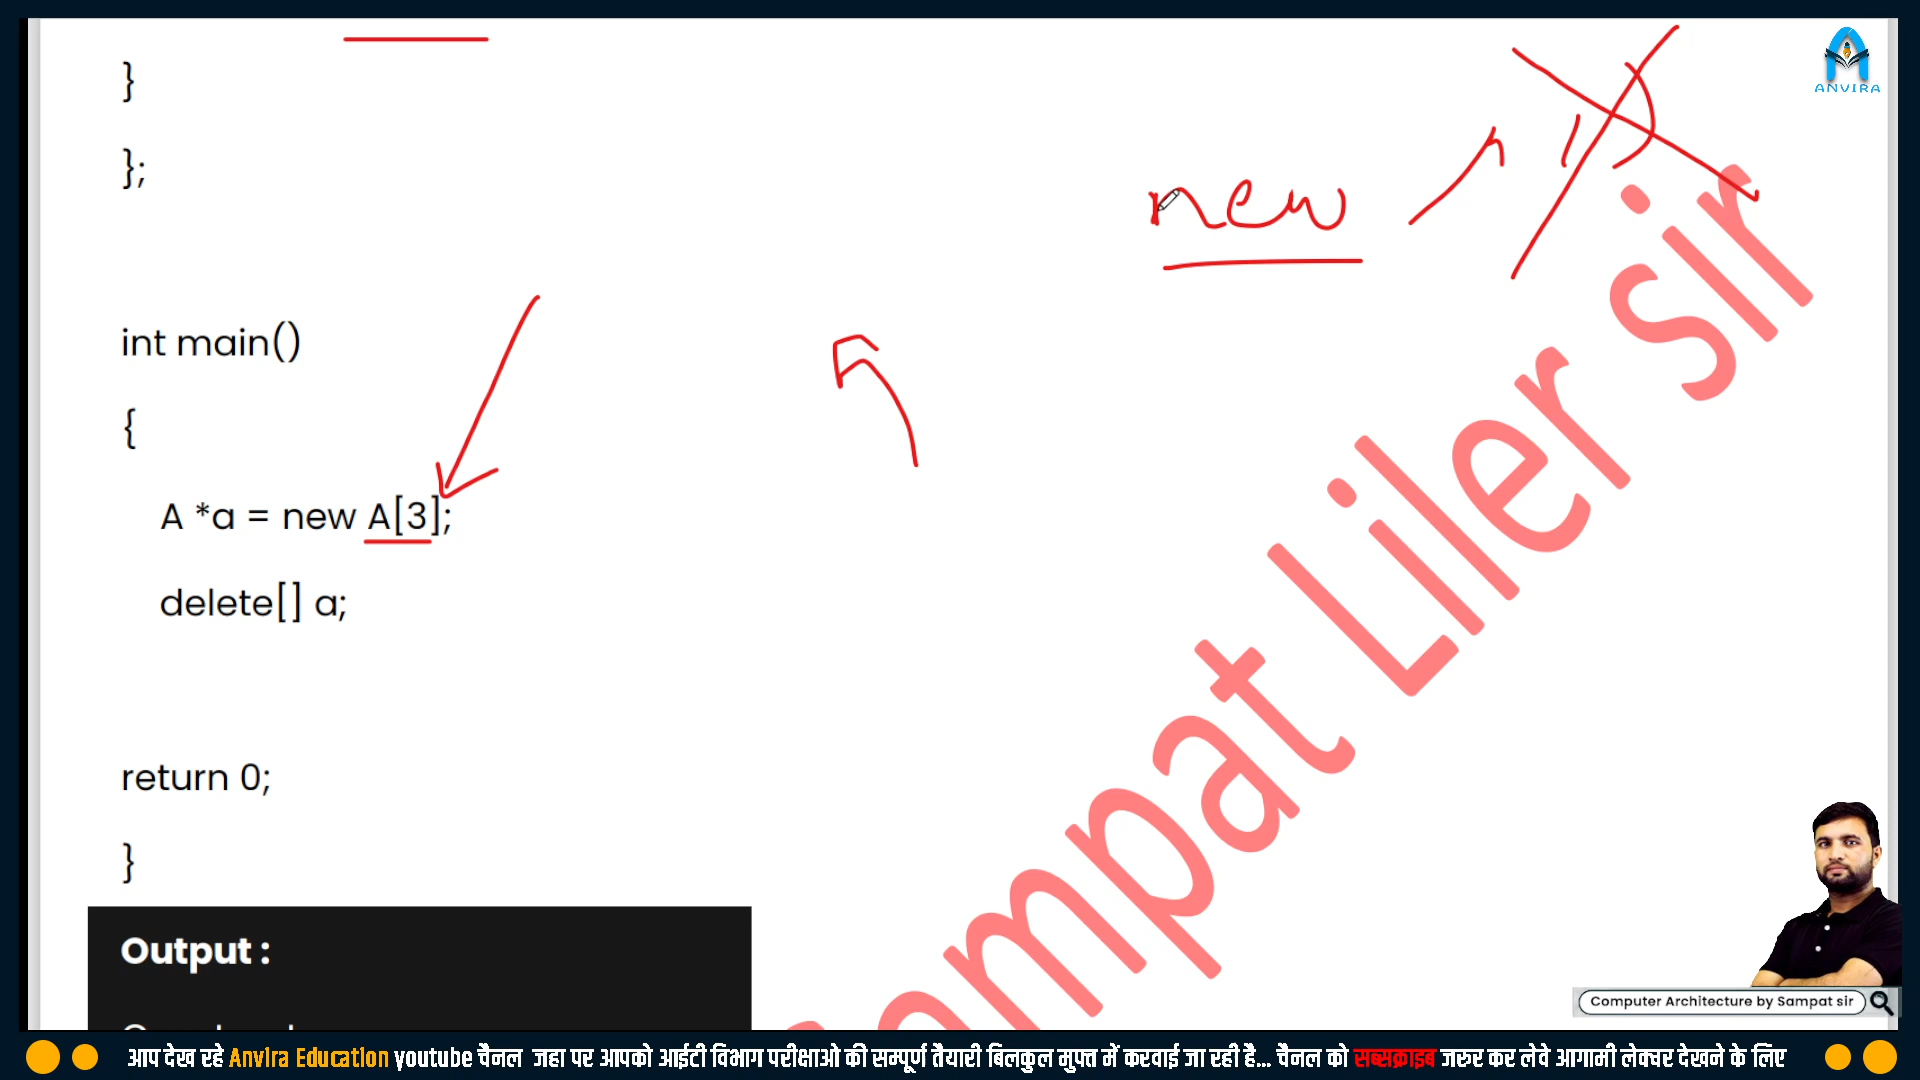 }
};
new ()
ANVIRA
int main()
{
A *a = new A[3];
delete[] a;
return 0;
}
Output :
Sampat Liler sir
Computer Architecture by Sampat sir
आप देख रहे Anvira Education youtube चैनल जहा पर आपको आईटी विभाग परीक्षाओ की सम्पूर्ण तैयारी बिलकुल मुफ्त में करवाई जा रही है... चैनल को सब्सक्राइब जरुर कर लेवे आगामी लेक्चर देखने के लिए